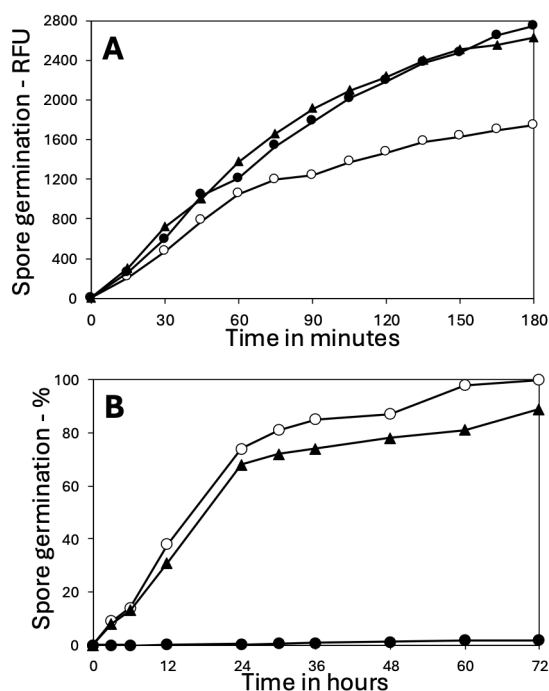 A
Spore germination - RFU
2800
2400
2000
1600
1200
800
400
0
0 30 60 90 120 150 180
Time in minutes
B
Spore germination - %
100
80
60
40
20
0
0 12 24 36 48 60 72
Time in hours